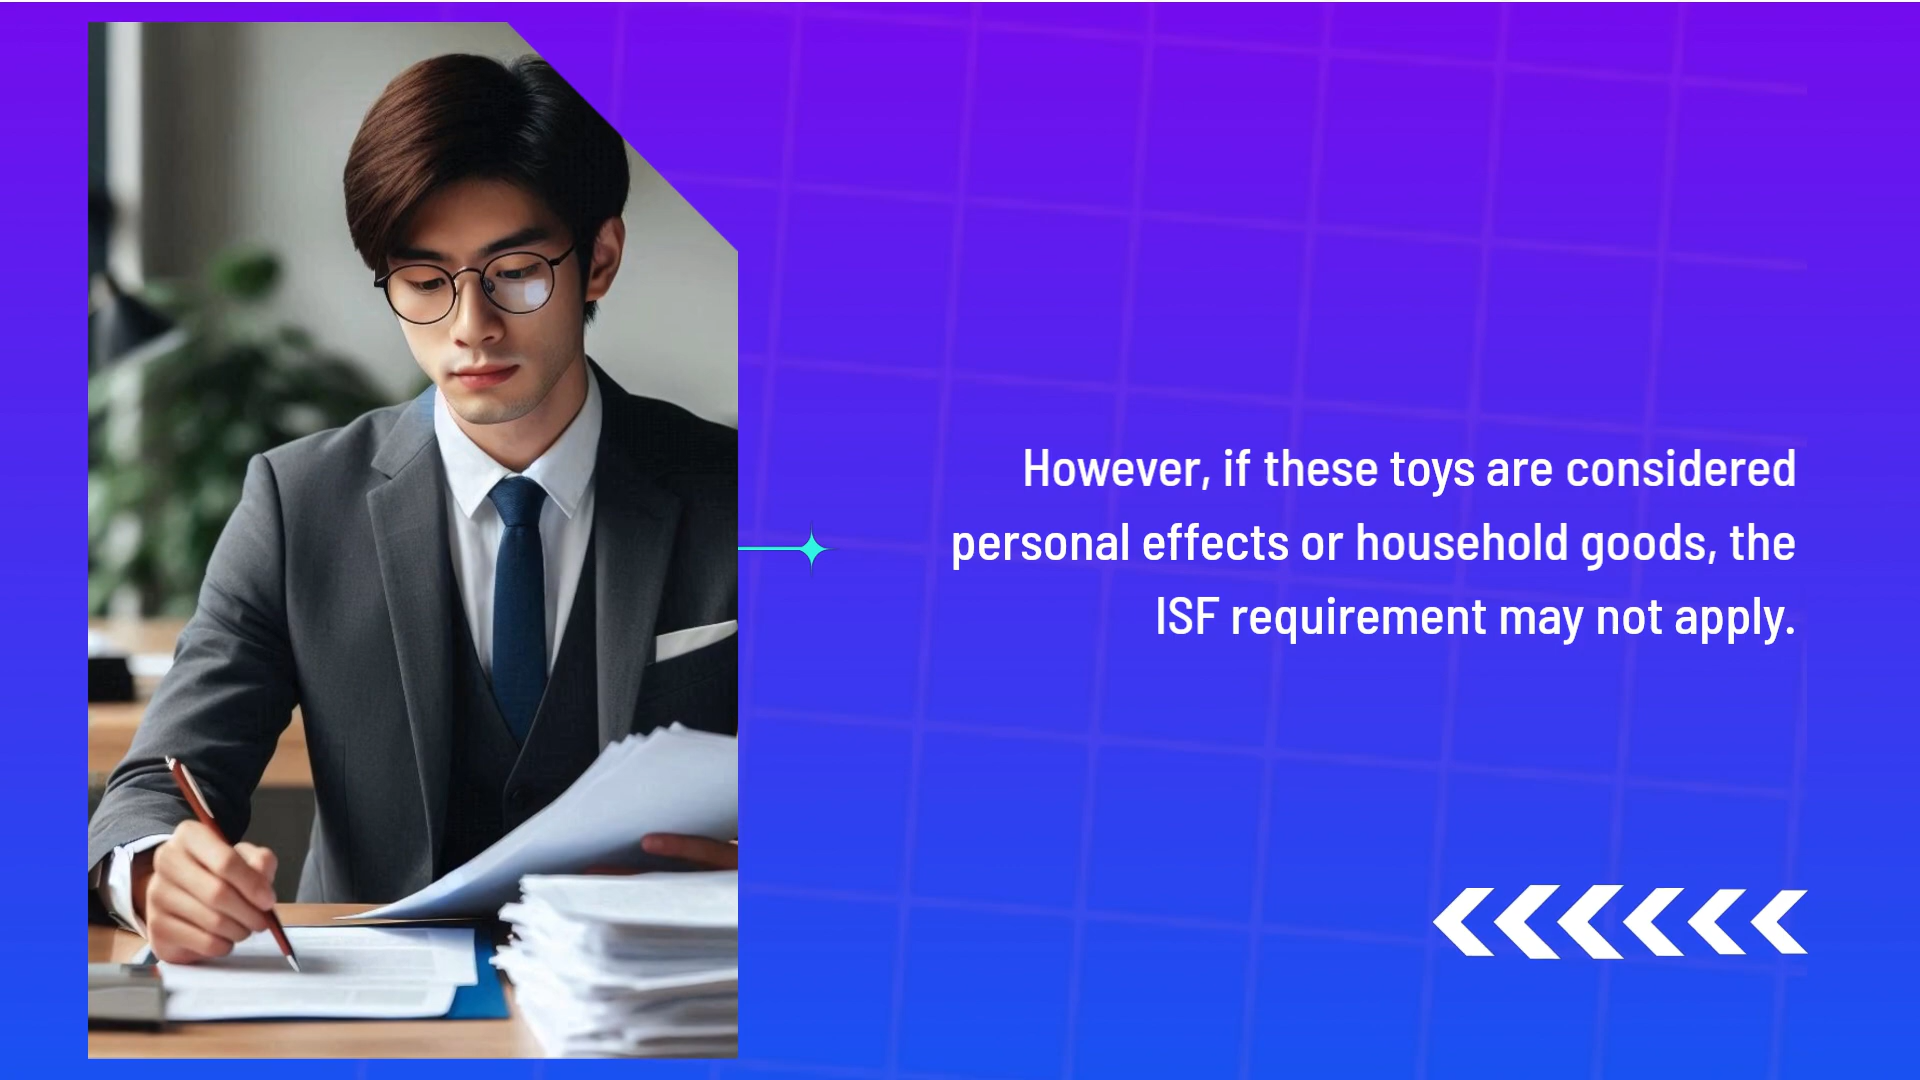 However, if these toys are considered
personal effects or household goods, the
ISF requirement may not apply.